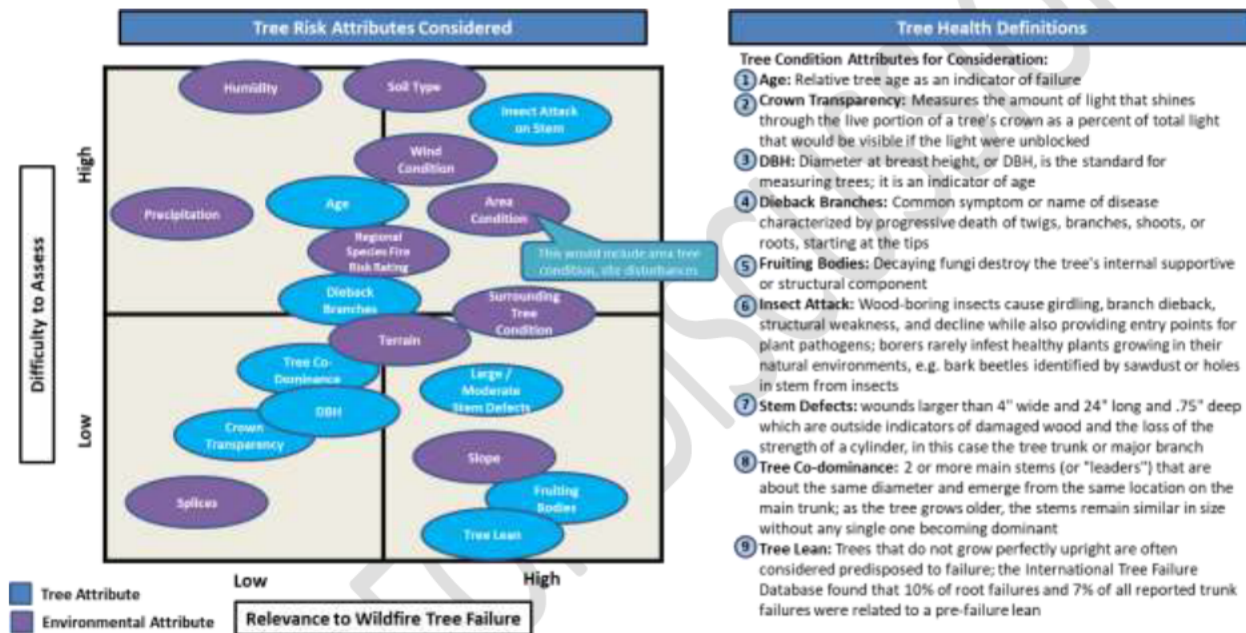 Tree Risk Attributes Considered
Difficulty to Assess
High
Low
Humidity
Soil Type
Insect Attack
on Stem
Wind
Condition
Precipitation
Age
Area
Condition
This would include area tree
condition, site disturbances
Regional
Species Fire
Risk Rating
Dieback
Branches
Surrounding
Tree
Condition
Terrain
Tree Co-
Dominance
Large /
Moderate
Stem Defects
DBH
Crown
Transparency
Slope
Splices
Fruiting
Bodies
Tree Lean
Low
High
Relevance to Wildfire Tree Failure
Tree Attribute
Environmental Attribute
Tree Health Definitions
Tree Condition Attributes for Consideration:
1 Age: Relative tree age as an indicator of failure
2 Crown Transparency: Measures the amount of light that shines
through the live portion of a tree's crown as a percent of total light
that would be visible if the light were unblocked
3 DBH: Diameter at breast height, or DBH, is the standard for
measuring trees; it is an indicator of age
4 Dieback Branches: Common symptom or name of disease
characterized by progressive death of twigs, branches, shoots, or
roots, starting at the tips
5 Fruiting Bodies: Decaying fungi destroy the tree's internal supportive
or structural component
6 Insect Attack: Wood-boring insects cause girdling, branch dieback,
structural weakness, and decline while also providing entry points for
plant pathogens; borers rarely infest healthy plants growing in their
natural environments, e.g. bark beetles identified by sawdust or holes
in stem from insects
7 Stem Defects: wounds larger than 4" wide and 24" long and .75" deep
which are outside indicators of damaged wood and the loss of the
strength of a cylinder, in this case the tree trunk or major branch
8 Tree Co-dominance: 2 or more main stems (or "leaders") that are
about the same diameter and emerge from the same location on the
main trunk; as the tree grows older, the stems remain similar in size
without any single one becoming dominant
9 Tree Lean: Trees that do not grow perfectly upright are often
considered predisposed to failure; the International Tree Failure
Database found that 10% of root failures and 7% of all reported trunk
failures were related to a pre-failure lean